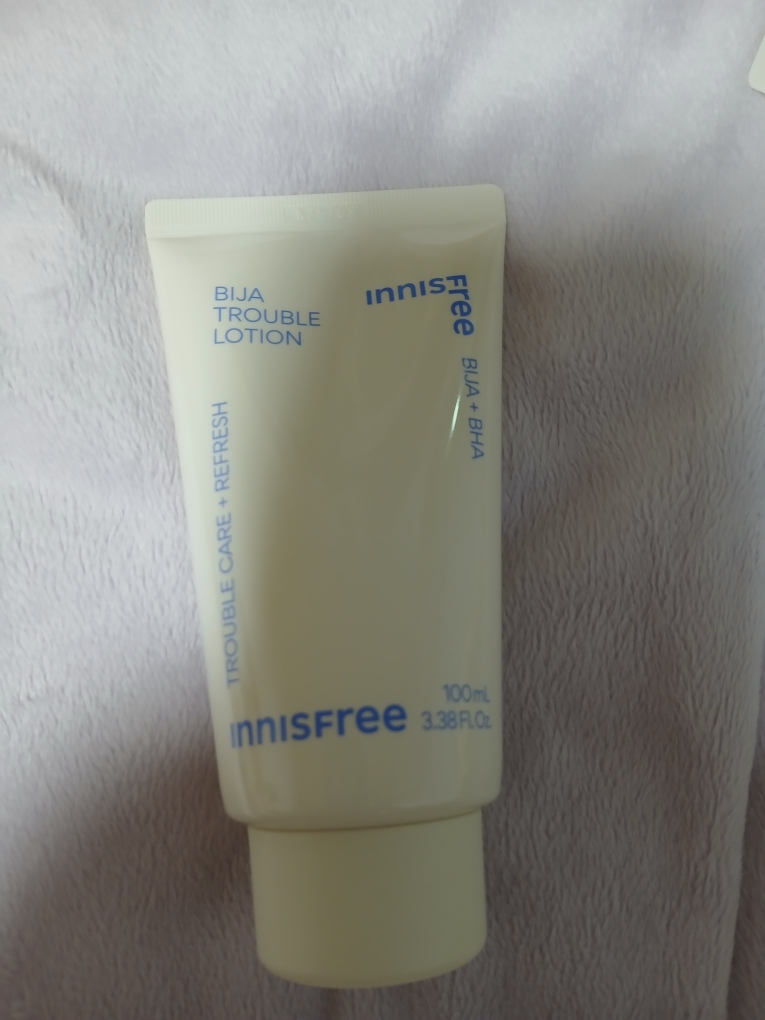 BIJA
TROUBLE
LOTION
INNISFree
BIJA + BHA
TROUBLE CARE + REFRESH
INNISFree
100mL
3.38 Fl.Oz.